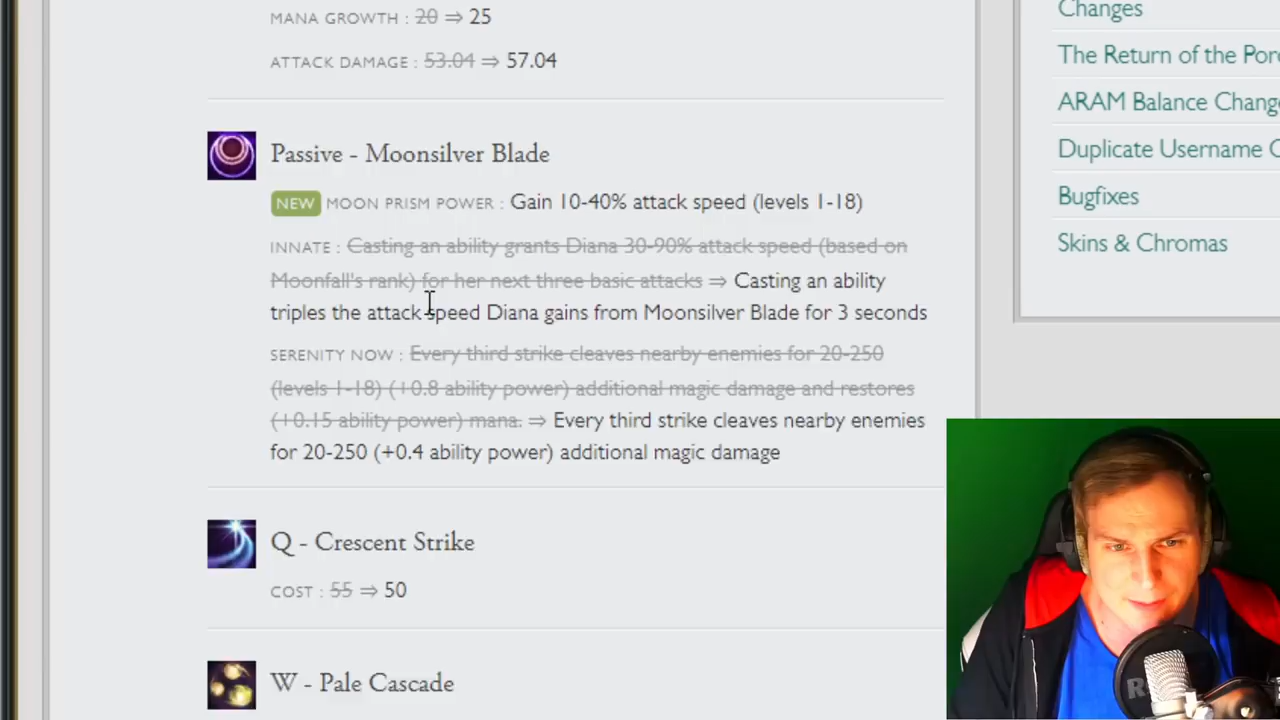 MANA GROWTH : 20 ⇒ 25
ATTACK DAMAGE : 53.04 ⇒ 57.04
Passive - Moonsilver Blade
NEW MOON PRISM POWER : Gain 10-40% attack speed (levels 1-18)
INNATE : Casting an ability grants Diana 30-90% attack speed (based on
Moonfall's rank) for her next three basic attacks ⇒ Casting an ability
triples the attack speed Diana gains from Moonsilver Blade for 3 seconds
SERENITY NOW : Every third strike cleaves nearby enemies for 20-250
(levels 1-18) (+0.8 ability power) additional magic damage and restores
(+0.15 ability power) mana. ⇒ Every third strike cleaves nearby enemies
for 20-250 (+0.4 ability power) additional magic damage
Q - Crescent Strike
COST : 55 ⇒ 50
W - Pale Cascade
Changes
The Return of the
ARAM Balance
Duplicate Username
Bugfixes
Skins & Chromas